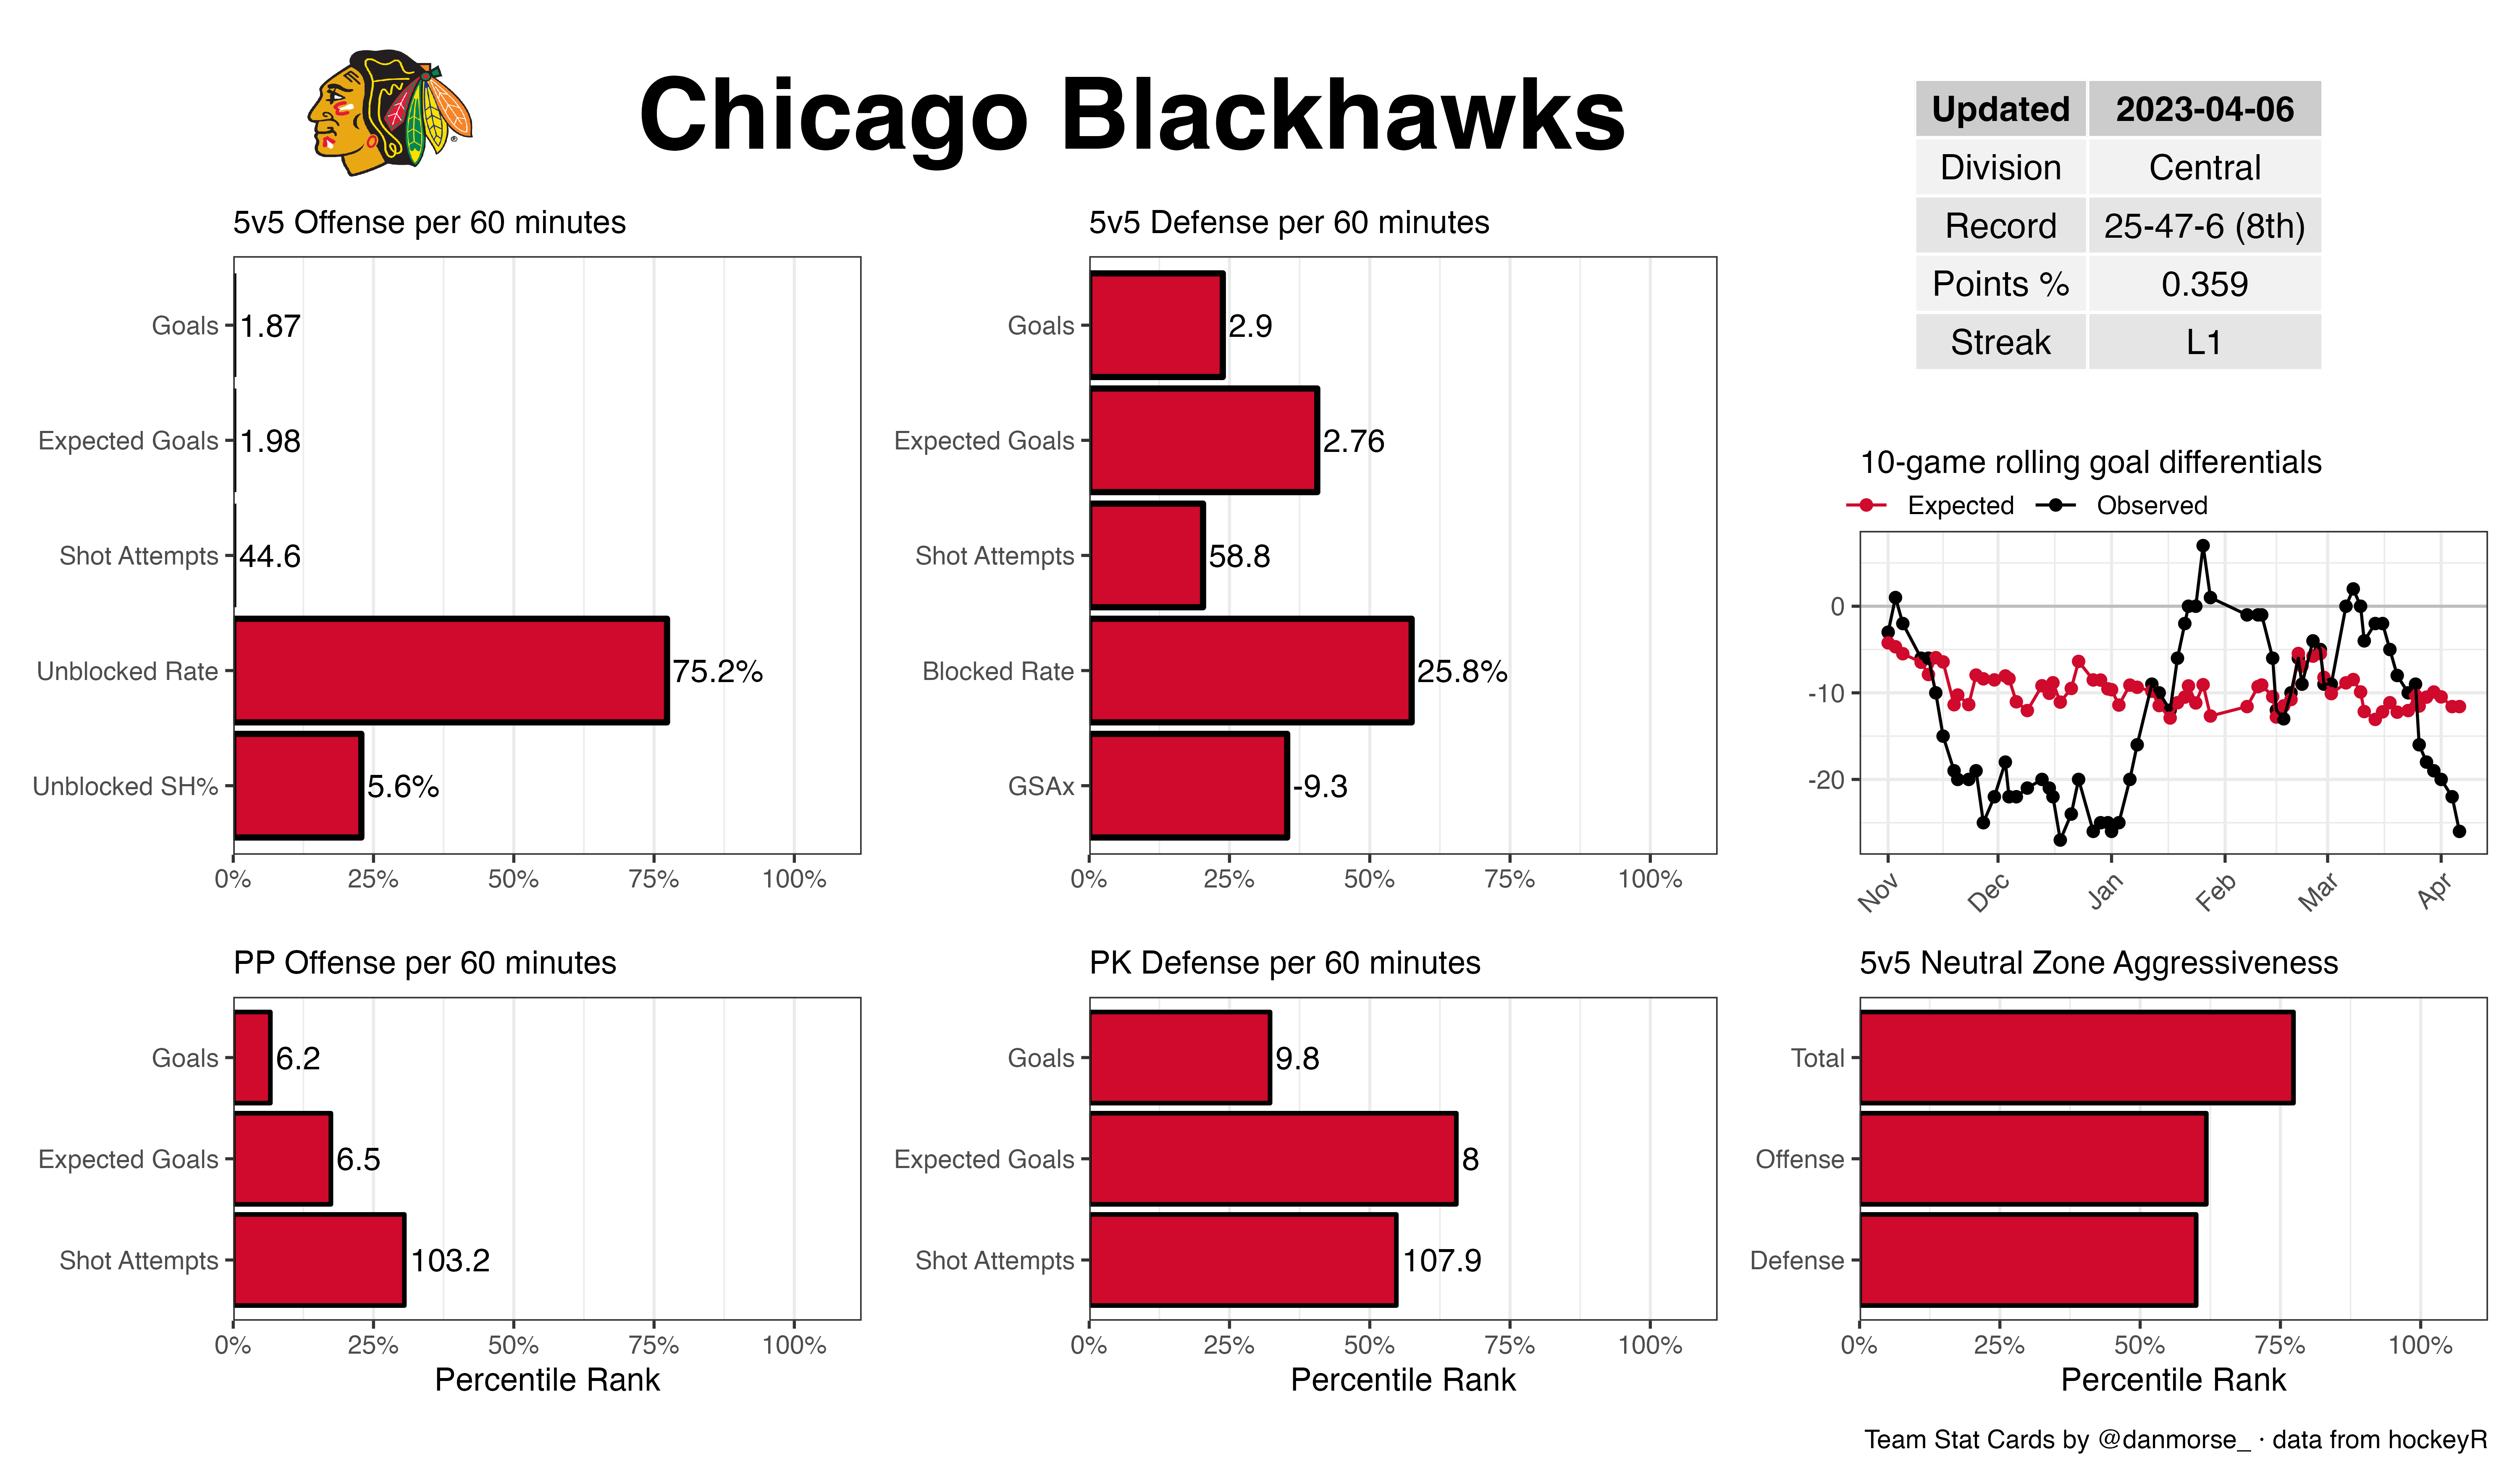 Chicago Blackhawks
Updated 2023-04-06
Division Central
Record 25-47-6 (8th)
Points % 0.359
Streak L1
5v5 Offense per 60 minutes
Goals 1.87
Expected Goals 1.98
Shot Attempts 44.6
Unblocked Rate 75.2%
Unblocked SH% 5.6%
0% 25% 50% 75% 100%
5v5 Defense per 60 minutes
Goals 2.9
Expected Goals 2.76
Shot Attempts 58.8
Blocked Rate 25.8%
GSAx -9.3
0% 25% 50% 75% 100%
10-game rolling goal differentials
Expected Observed
0
-10
-20
Nov Dec Jan Feb Mar Apr
PP Offense per 60 minutes
Goals 6.2
Expected Goals 6.5
Shot Attempts 103.2
0% 25% 50% 75% 100%
Percentile Rank
PK Defense per 60 minutes
Goals 9.8
Expected Goals 8
Shot Attempts 107.9
0% 25% 50% 75% 100%
Percentile Rank
5v5 Neutral Zone Aggressiveness
Total
Offense
Defense
0% 25% 50% 75% 100%
Percentile Rank
Team Stat Cards by @danmorse_ · data from hockeyR